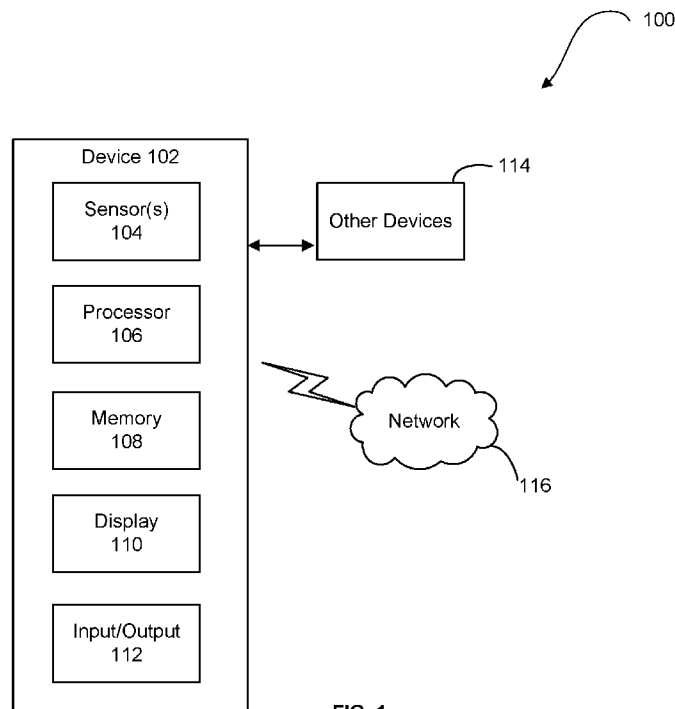 100
Device 102
Sensor(s)
104
Processor
106
Memory
108
Display
110
Input/Output
112
114
Other Devices
Network
116
FIG. 1